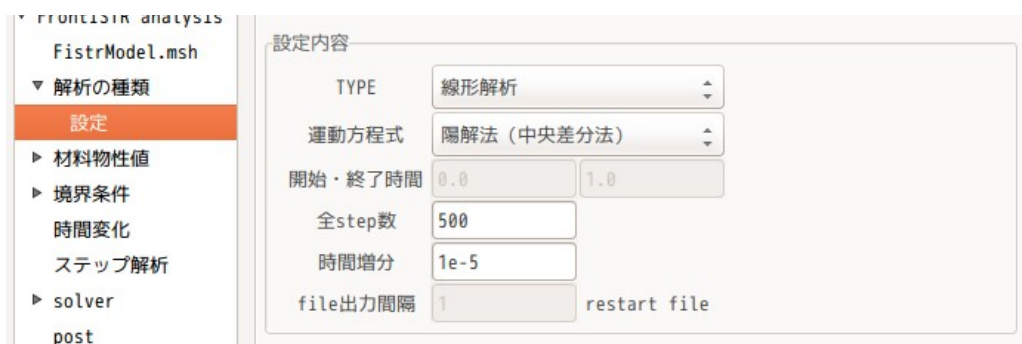 FrontISTR analysis
FistrModel.msh
▼ 解析の種類
設定
▶ 材料物性値
▶ 境界条件
時間変化
ステップ解析
▶ solver
post
設定内容
TYPE 線形解析
運動方程式 陽解法（中央差分法）
開始・終了時間 0.0 1.0
全step数 500
時間増分 1e-5
file出力間隔 1 restart file